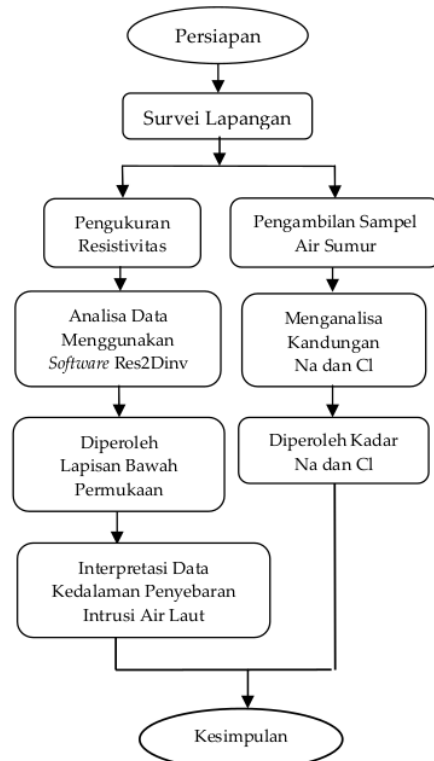 Persiapan
Survei Lapangan
Pengukuran
Resistivitas
Pengambilan Sampel
Air Sumur
Analisa Data
Menggunakan
Software Res2Dinv
Menganalisa
Kandungan
Na dan Cl
Diperoleh
Lapisan Bawah
Permukaan
Diperoleh Kadar
Na dan Cl
Interpretasi Data
Kedalaman Penyebaran
Intrusi Air Laut
Kesimpulan